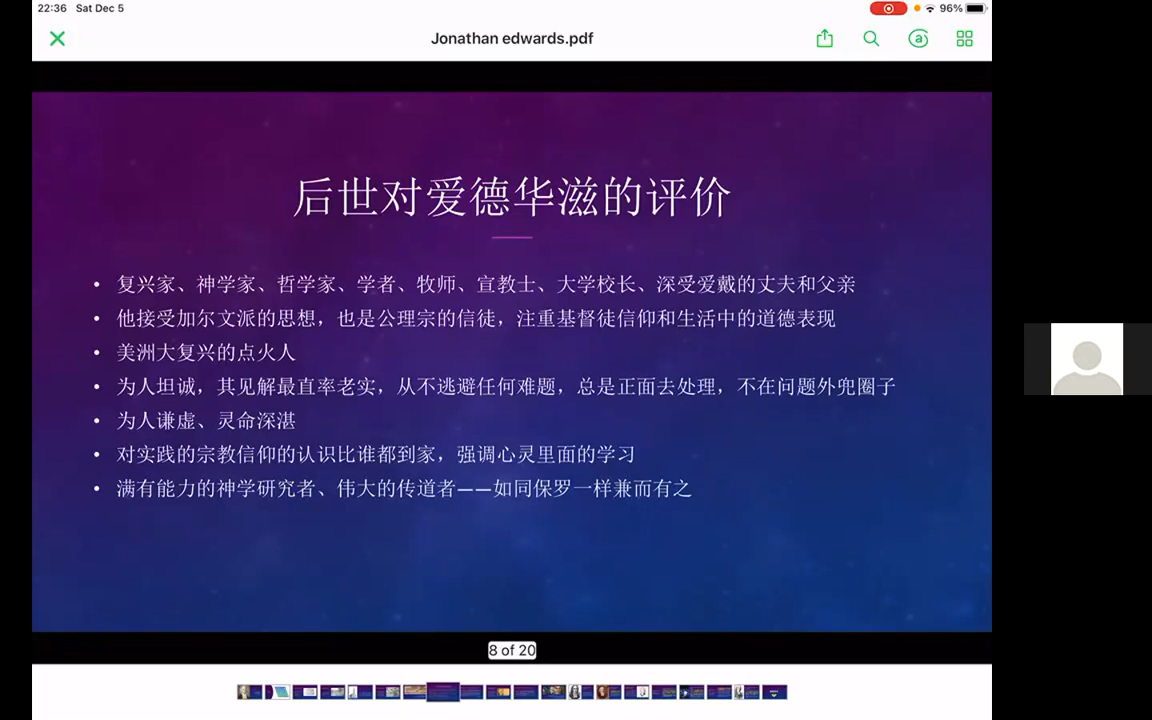 22:36 Sat Dec 5
96%
Jonathan edwards.pdf
后世对爱德华滋的评价
• 复兴家、神学家、哲学家、学者、牧师、宣教士、大学校长、深受爱戴的丈夫和父亲
• 他接受加尔文派的思想，也是公理宗的信徒，注重基督徒信仰和生活中的道德表现
• 美洲大复兴的点火人
• 为人坦诚，其见解最直率老实，从不逃避任何难题，总是正面去处理，不在问题外兜圈子
• 为人谦虚、灵命深湛
• 对实践的宗教信仰的认识比谁都到家，强调心灵里面的学习
• 满有能力的神学研究者、伟大的传道者——如同保罗一样兼而有之
8 of 20